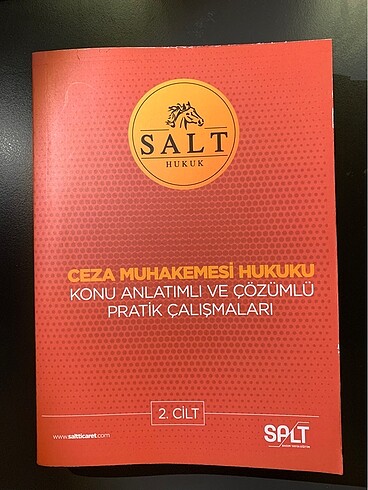 SALT
HUKUK
CEZA MUHAKEMESİ HUKUKU
KONU ANLATIMLI VE ÇÖZÜMLÜ
PRATİK ÇALIŞMALARI
2. CİLT
www.saltticaret.com
SALT